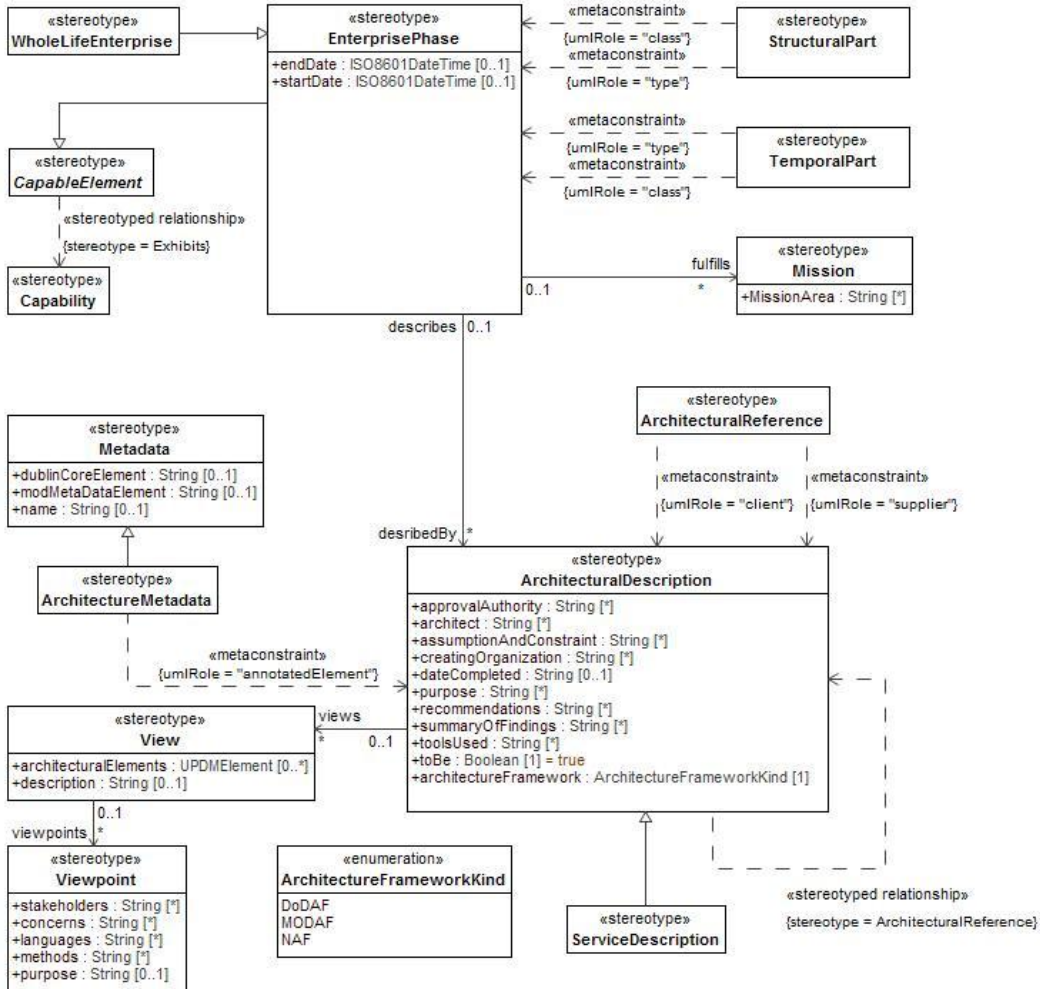 «stereotype»
WholeLifeEnterprise
«stereotype»
EnterprisePhase
+endDate : ISO8601DateTime [0..1]
+startDate : ISO8601DateTime [0..1]
«metaconstraint»
{umlRole = "class"}
«metaconstraint»
{umlRole = "type"}
«stereotype»
StructuralPart
«metaconstraint»
{umlRole = "type"}
«metaconstraint»
{umlRole = "class"}
«stereotype»
TemporalPart
«stereotype»
CapableElement
«stereotyped relationship»
{stereotype = Exhibits}
«stereotype»
Capability
fulfills
0..1
*
«stereotype»
Mission
+MissionArea : String [*]
describes
0..1
«stereotype»
ArchitecturalReference
«metaconstraint»
{umlRole = "client"}
«metaconstraint»
{umlRole = "supplier"}
«stereotype»
Metadata
+dublinCoreElement : String [0..1]
+modMetaDataElement : String [0..1]
+name : String [0..1]
«stereotype»
ArchitectureMetadata
«metaconstraint»
{umlRole = "annotatedElement"}
desribedBy
*
«stereotype»
ArchitecturalDescription
+approvalAuthority : String [*]
+architect : String [*]
+assumptionAndConstraint : String [*]
+creatingOrganization : String [*]
+dateCompleted : String [0..1]
+purpose : String [*]
+recommendations : String [*]
+summaryOfFindings : String [*]
+toolsUsed : String [*]
+toBe : Boolean [1] = true
+architectureFramework : ArchitectureFrameworkKind [1]
views
*
0..1
«stereotype»
View
+architecturalElements : UPDMElement [0..*]
+description : String [0..1]
0..1
viewpoints
*
«stereotype»
Viewpoint
+stakeholders : String [*]
+concerns : String [*]
+languages : String [*]
+methods : String [*]
+purpose : String [0..1]
«enumeration»
ArchitectureFrameworkKind
DoDAF
MODAF
NAF
«stereotype»
ServiceDescription
«stereotyped relationship»
{stereotype = ArchitecturalReference}